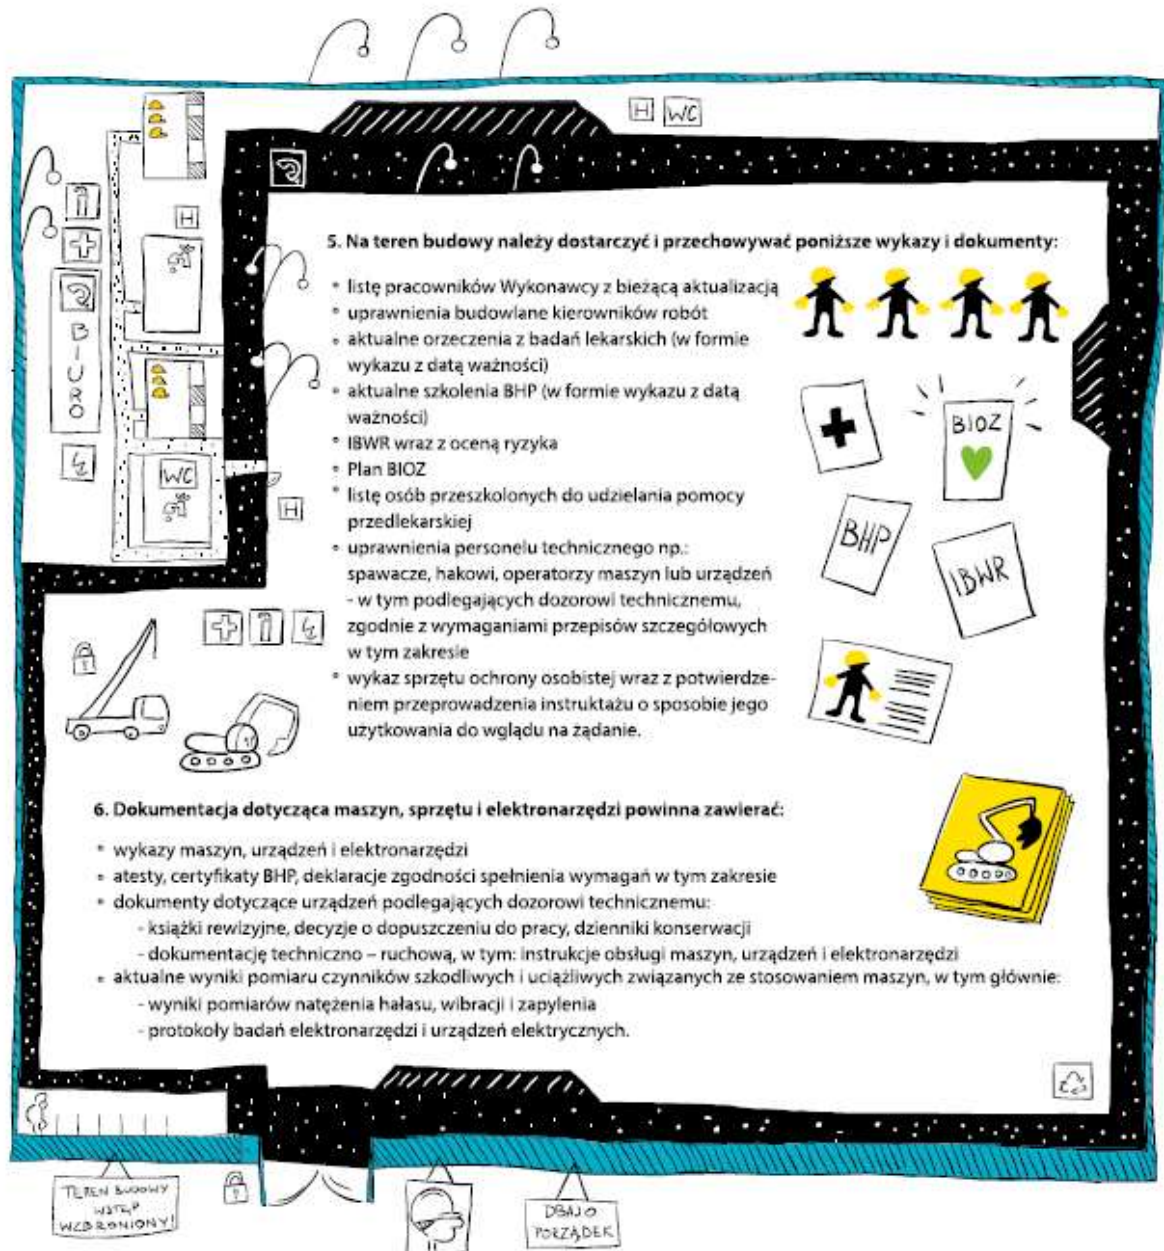 H WC
H
BIURO
WC
H
5. Na teren budowy należy dostarczyć i przechowywać poniższe wykazy i dokumenty:
• listę pracowników Wykonawcy z bieżącą aktualizacją
• uprawnienia budowlane kierowników robót
• aktualne orzeczenia z badań lekarskich (w formie
wykazu z datą ważności)
• aktualne szkolenia BHP (w formie wykazu z datą
ważności)
• IBWR wraz z oceną ryzyka
• Plan BIOZ
• listę osób przeszkolonych do udzielania pomocy
przedlekarskiej
• uprawnienia personelu technicznego np.:
spawacze, hakowi, operatorzy maszyn lub urządzeń
- w tym podlegających dozorowi technicznemu,
zgodnie z wymaganiami przepisów szczegółowych
w tym zakresie
• wykaz sprzętu ochrony osobistej wraz z potwierdze-
niem przeprowadzenia instruktażu o sposobie jego
użytkowania do wglądu na żądanie.
BIOZ
BHP
IBWR
6. Dokumentacja dotycząca maszyn, sprzętu i elektronarzędzi powinna zawierać:
• wykazy maszyn, urządzeń i elektronarzędzi
• atesty, certyfikaty BHP, deklaracje zgodności spełnienia wymagań w tym zakresie
• dokumenty dotyczące urządzeń podlegających dozorowi technicznemu:
- książki rewizyjne, decyzje o dopuszczeniu do pracy, dzienniki konserwacji
- dokumentację techniczno – ruchową, w tym: instrukcje obsługi maszyn, urządzeń i elektronarzędzi
• aktualne wyniki pomiaru czynników szkodliwych i uciążliwych związanych ze stosowaniem maszyn, w tym głównie:
- wyniki pomiarów natężenia hałasu, wibracji i zapylenia
- protokoły badań elektronarzędzi i urządzeń elektrycznych.
TEREN BUDOWY
WSTĘP
WZBRONIONY!
DBAJ O
PORZĄDEK